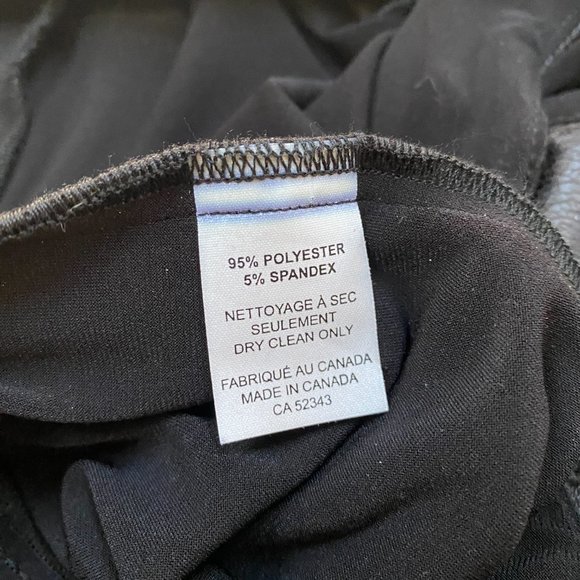 95% POLYESTER
5% SPANDEX
NETTOYAGE À SEC
SEULEMENT
DRY CLEAN ONLY
FABRIQUÉ AU CANADA
MADE IN CANADA
CA 52343